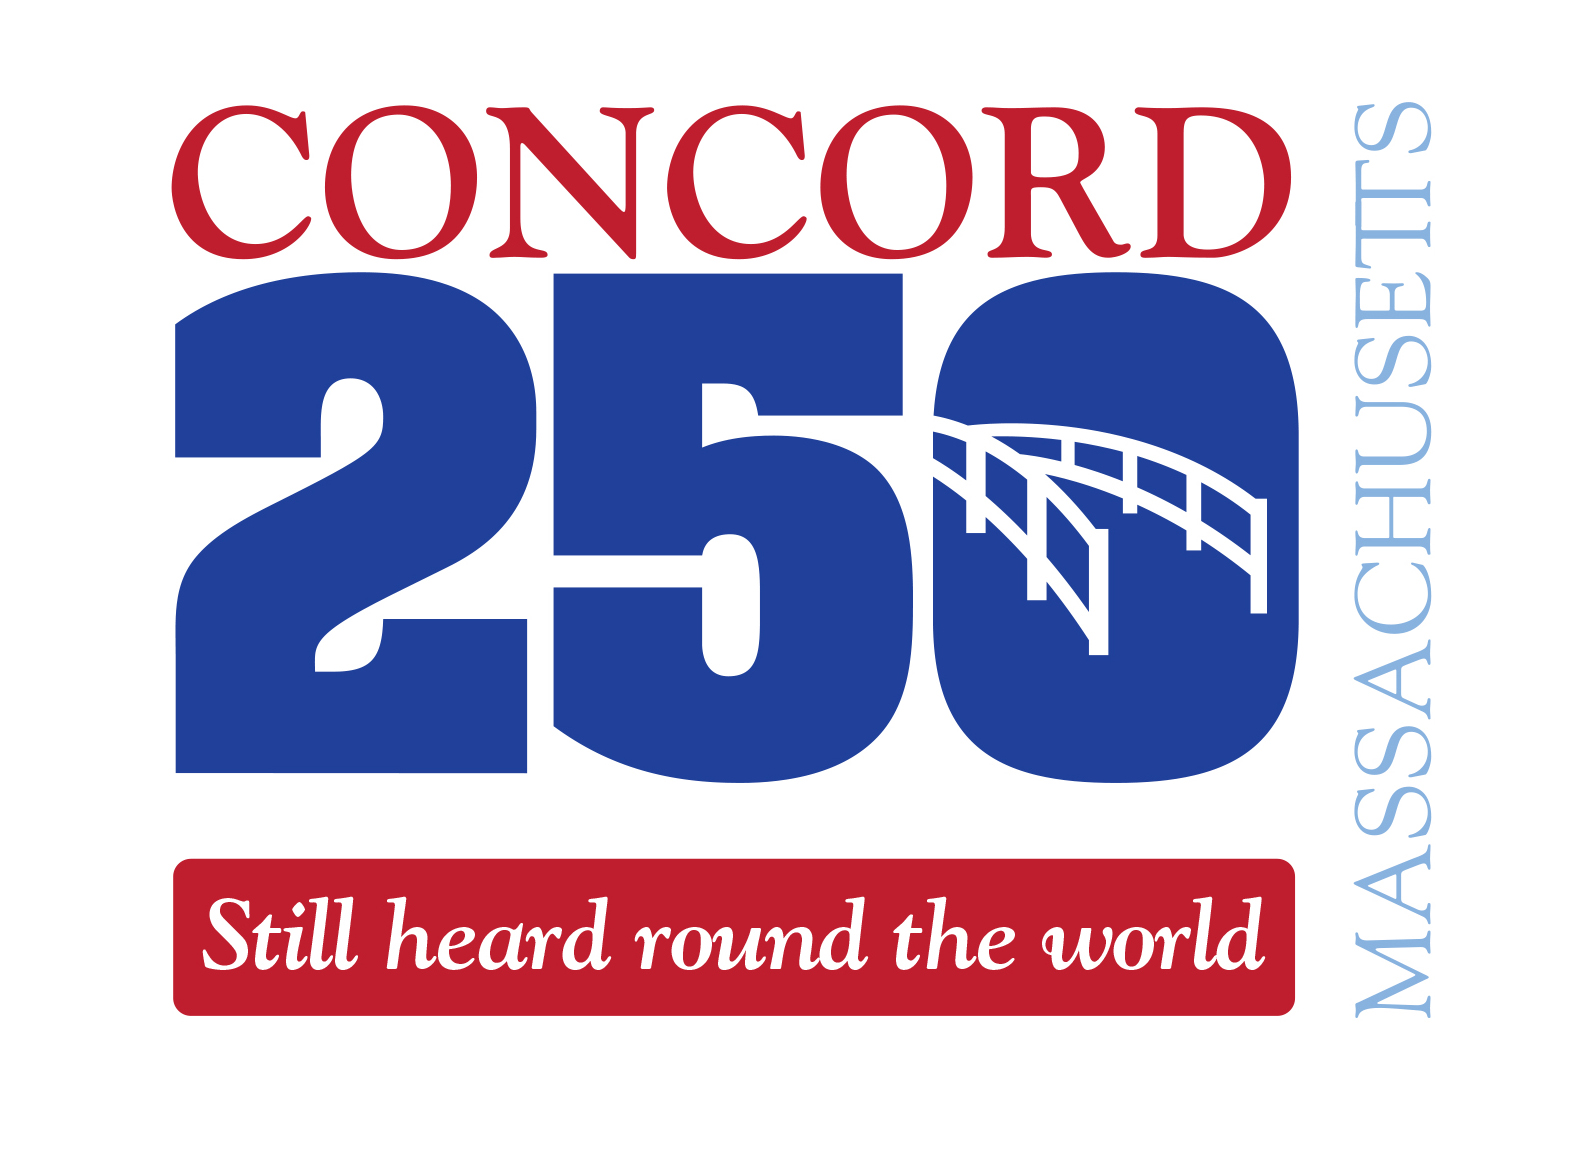 CONCORD
250
Still heard round the world
MASSACHUSETTS